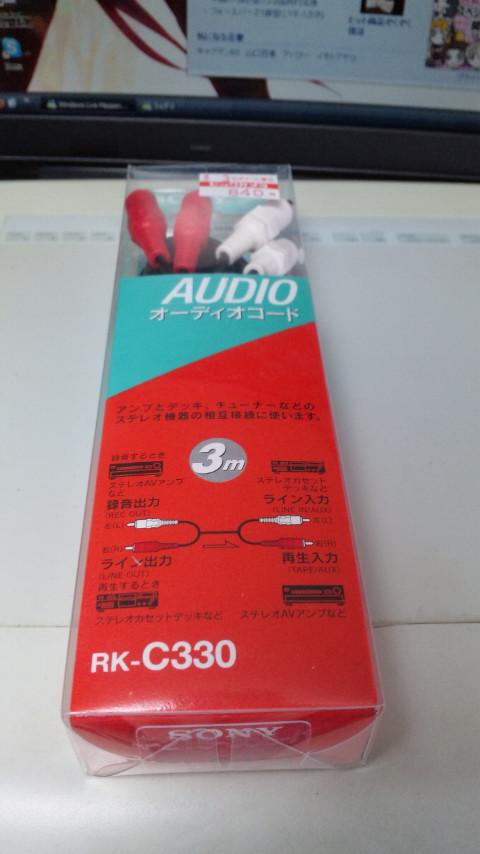 840
AUDIO
オーディオコード
アンプとデッキ、チューナーなどの
ステレオ機器の相互接続に使います。
3m
録音するとき
ステレオAVアンプ
など
録音出力
(REC OUT)
左(L)
右(R)
ライン出力
(LINE OUT)
再生するとき
ステレオカセットデッキなど
ステレオカセット
デッキなど
ライン入力
(LINE IN/AUX)
左(L)
右(R)
再生入力
(TAPE/AUX)
ステレオAVアンプなど
RK-C330
SONY